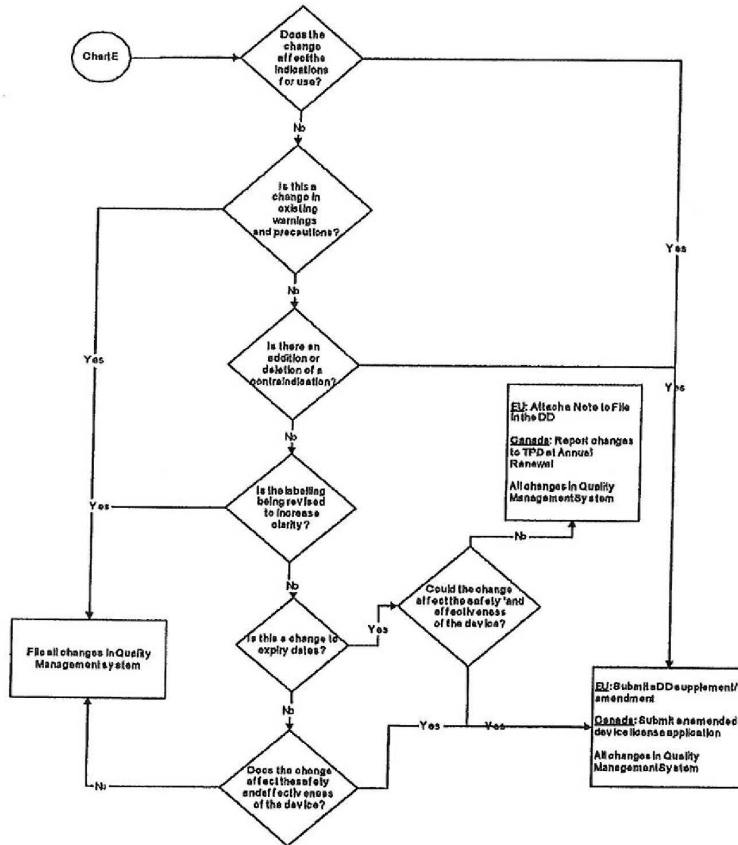 Chart E
Does the
change
affect the
indications
for use?
No
Is this a
change in
existing
warnings
and precautions?
Yes
Yes
No
Is there an
addition or
deletion of a
contraindication?
Yes
EU: Attach a Note to File
in the DD
Canada: Report changes
to TPD at Annual
Renewal
All changes in Quality
Management System
No
Is the labelling
being revised
to increase
clarity?
Yes
No
No
Could the change
affect the safety and
effectiveness
of the device?
Is this a change to
expiry dates?
Yes
File all changes in Quality
Management system
No
Yes
Yes
EU: Submit s DD supplement/
amendment
Canada: Submit an amended
device license application
All changes in Quality
Management System
Does the change
affect the safety
and effectiveness
of the device?
No